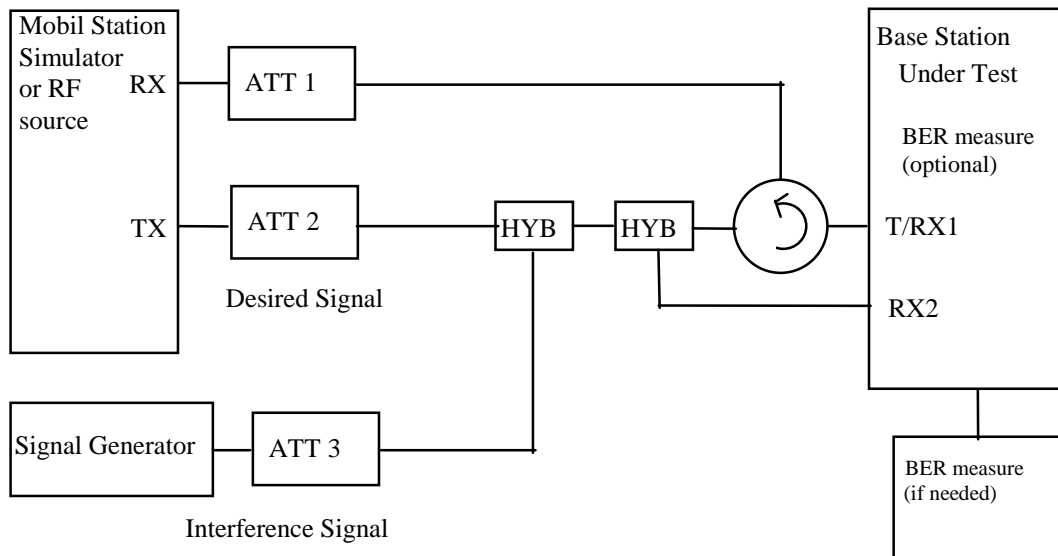 Mobil Station
Simulator
or RF
source
RX
TX
ATT 1
ATT 2
Desired Signal
HYB
HYB
Base Station
Under Test
BER measure
(optional)
T/RX1
RX2
Signal Generator
ATT 3
Interference Signal
BER measure
(if needed)